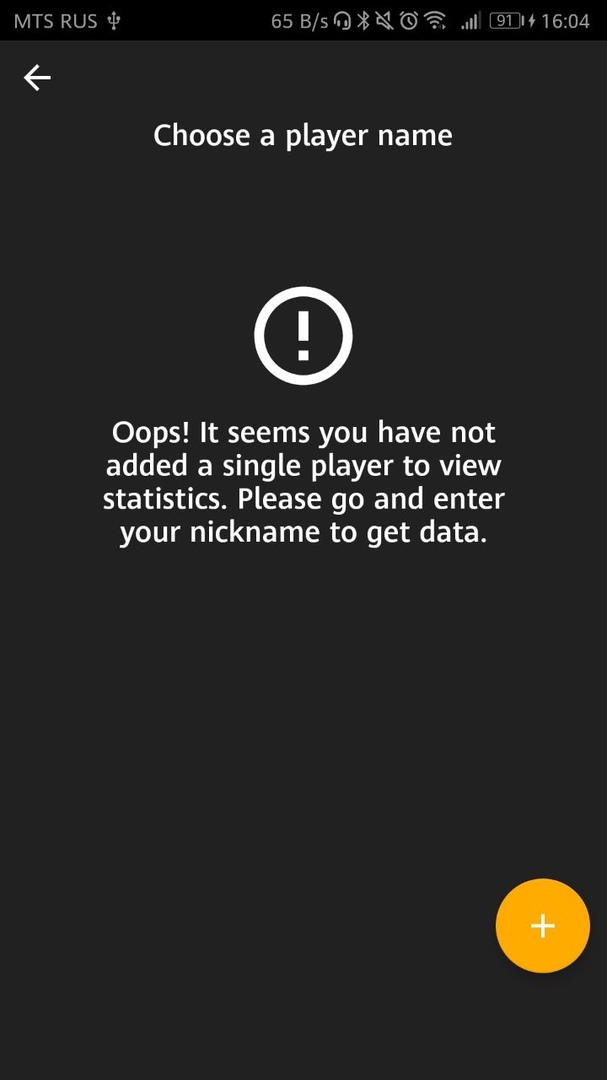 MTS RUS 65 B/s 91 16:04
Choose a player name
Oops! It seems you have not
added a single player to view
statistics. Please go and enter
your nickname to get data.